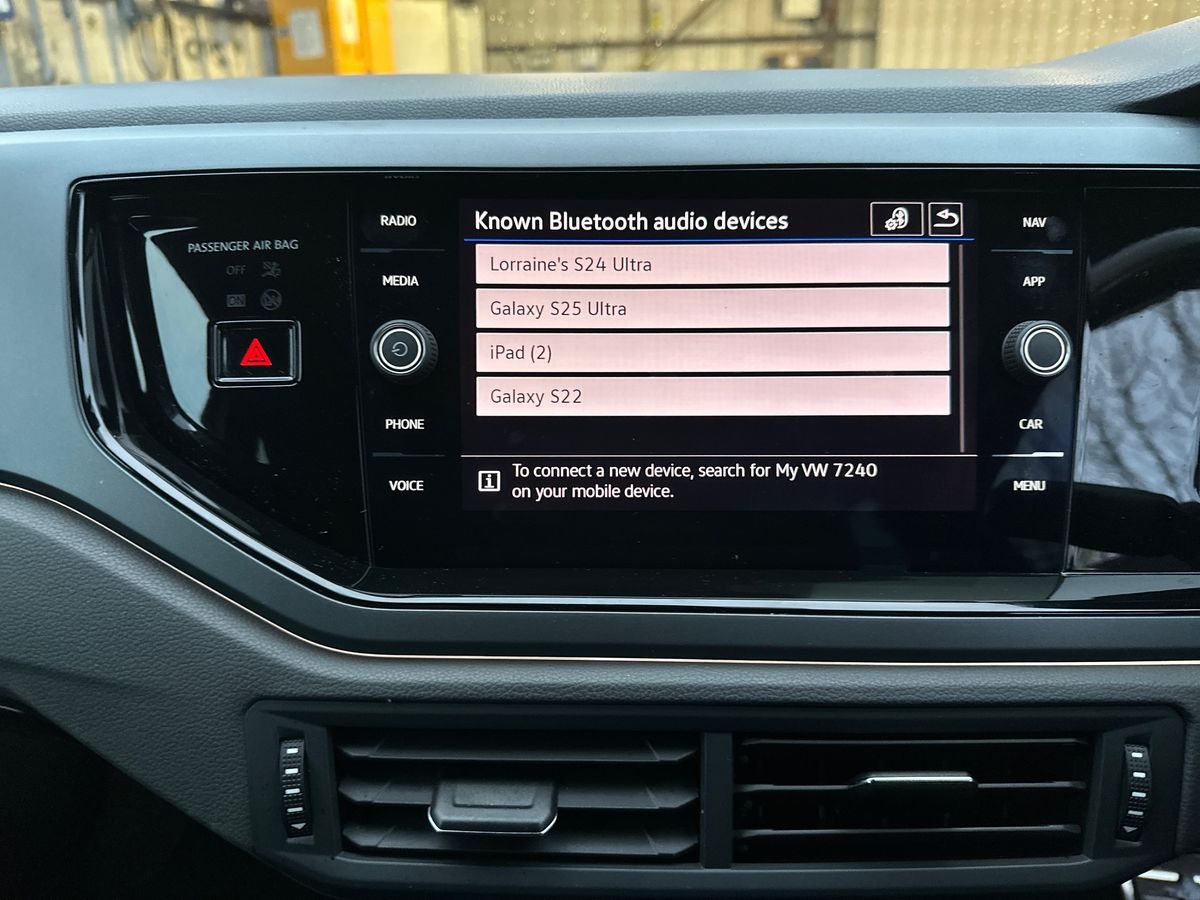 PASSENGER AIR BAG
OFF
ON
RADIO
MEDIA
PHONE
VOICE
Known Bluetooth audio devices
Lorraine's S24 Ultra
Galaxy S25 Ultra
iPad (2)
Galaxy S22
To connect a new device, search for My VW 7240
on your mobile device.
NAV
APP
CAR
MENU